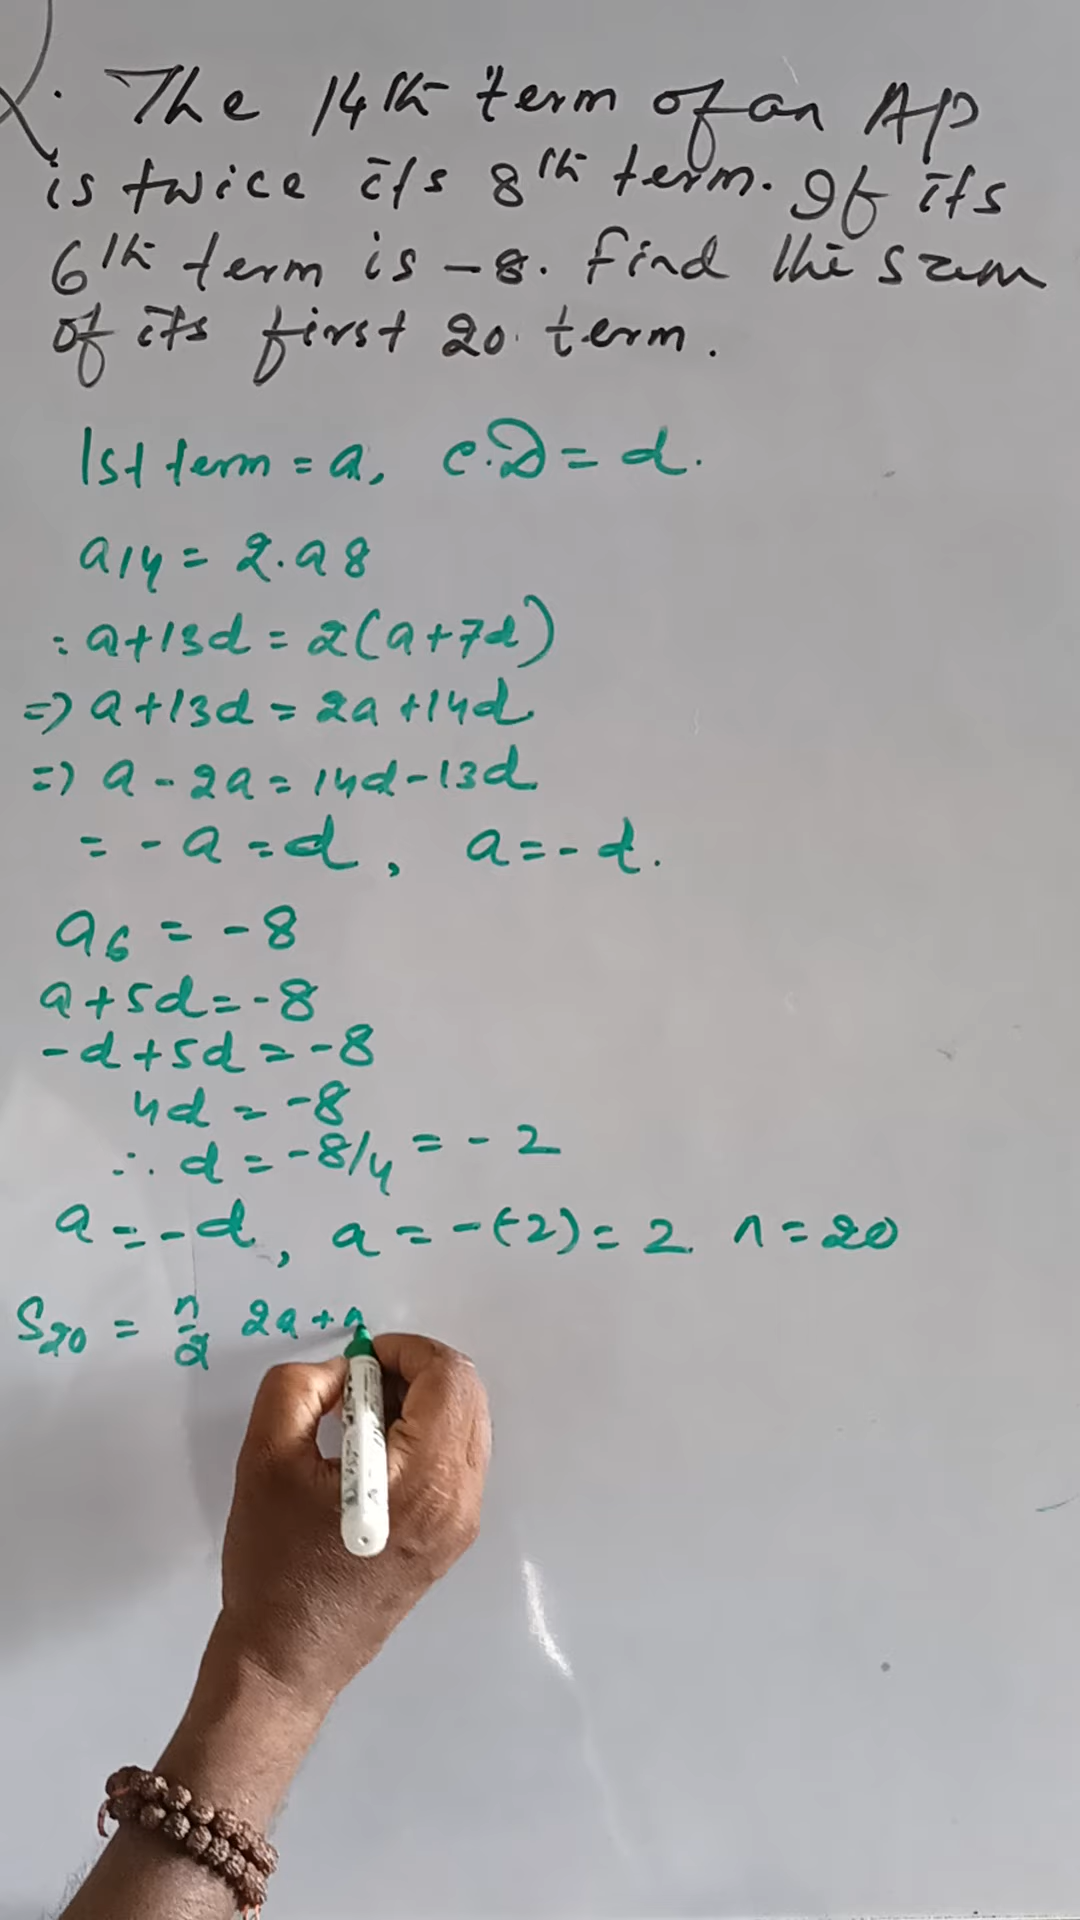 Q. The 14th term of an AP
is twice its 8th term. If its
6th term is -8. Find the sum
of its first 20 term.
1st term = a, C.D = d.
a14 = 2.a8
= a+13d = 2(a+7d)
=> a+13d = 2a+14d
=> a-2a = 14d-13d
= -a = d, a = -d.
a6 = -8
a+5d = -8
-d+5d = -8
4d = -8
∴ d = -8/4 = -2
a = -d, a = -(-2) = 2 n = 20
S20 = n/2 2a+n